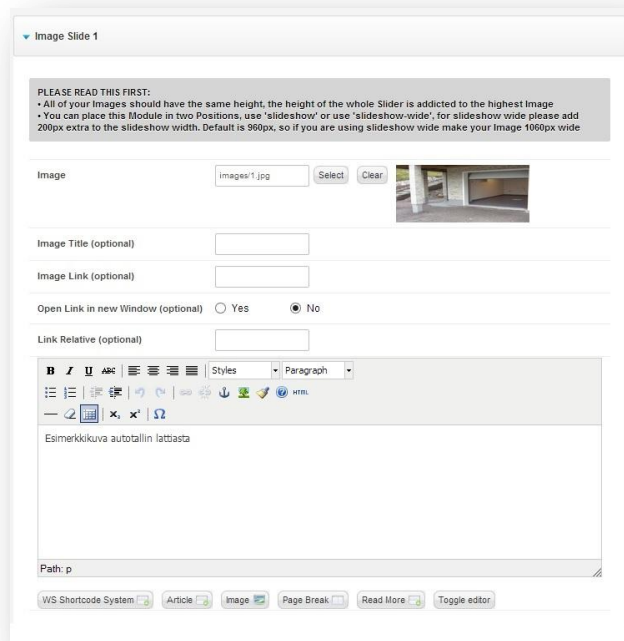 Image Slide 1
PLEASE READ THIS FIRST:
• All of your Images should have the same height, the height of the whole Slider is addicted to the highest Image
• You can place this Module in two Positions, use 'slideshow' or use 'slideshow-wide', for slideshow wide please add
200px extra to the slideshow width. Default is 960px, so if you are using slideshow wide make your Image 1060px wide
Image images/1.jpg Select Clear
Image Title (optional)
Image Link (optional)
Open Link in new Window (optional) Yes No
Link Relative (optional)
B I U ABC Styles Paragraph
HTML
x₂ x² Ω
Esimerkkikuva autotallin lattiasta
Path: p
WS Shortcode System Article Image Page Break Read More Toggle editor